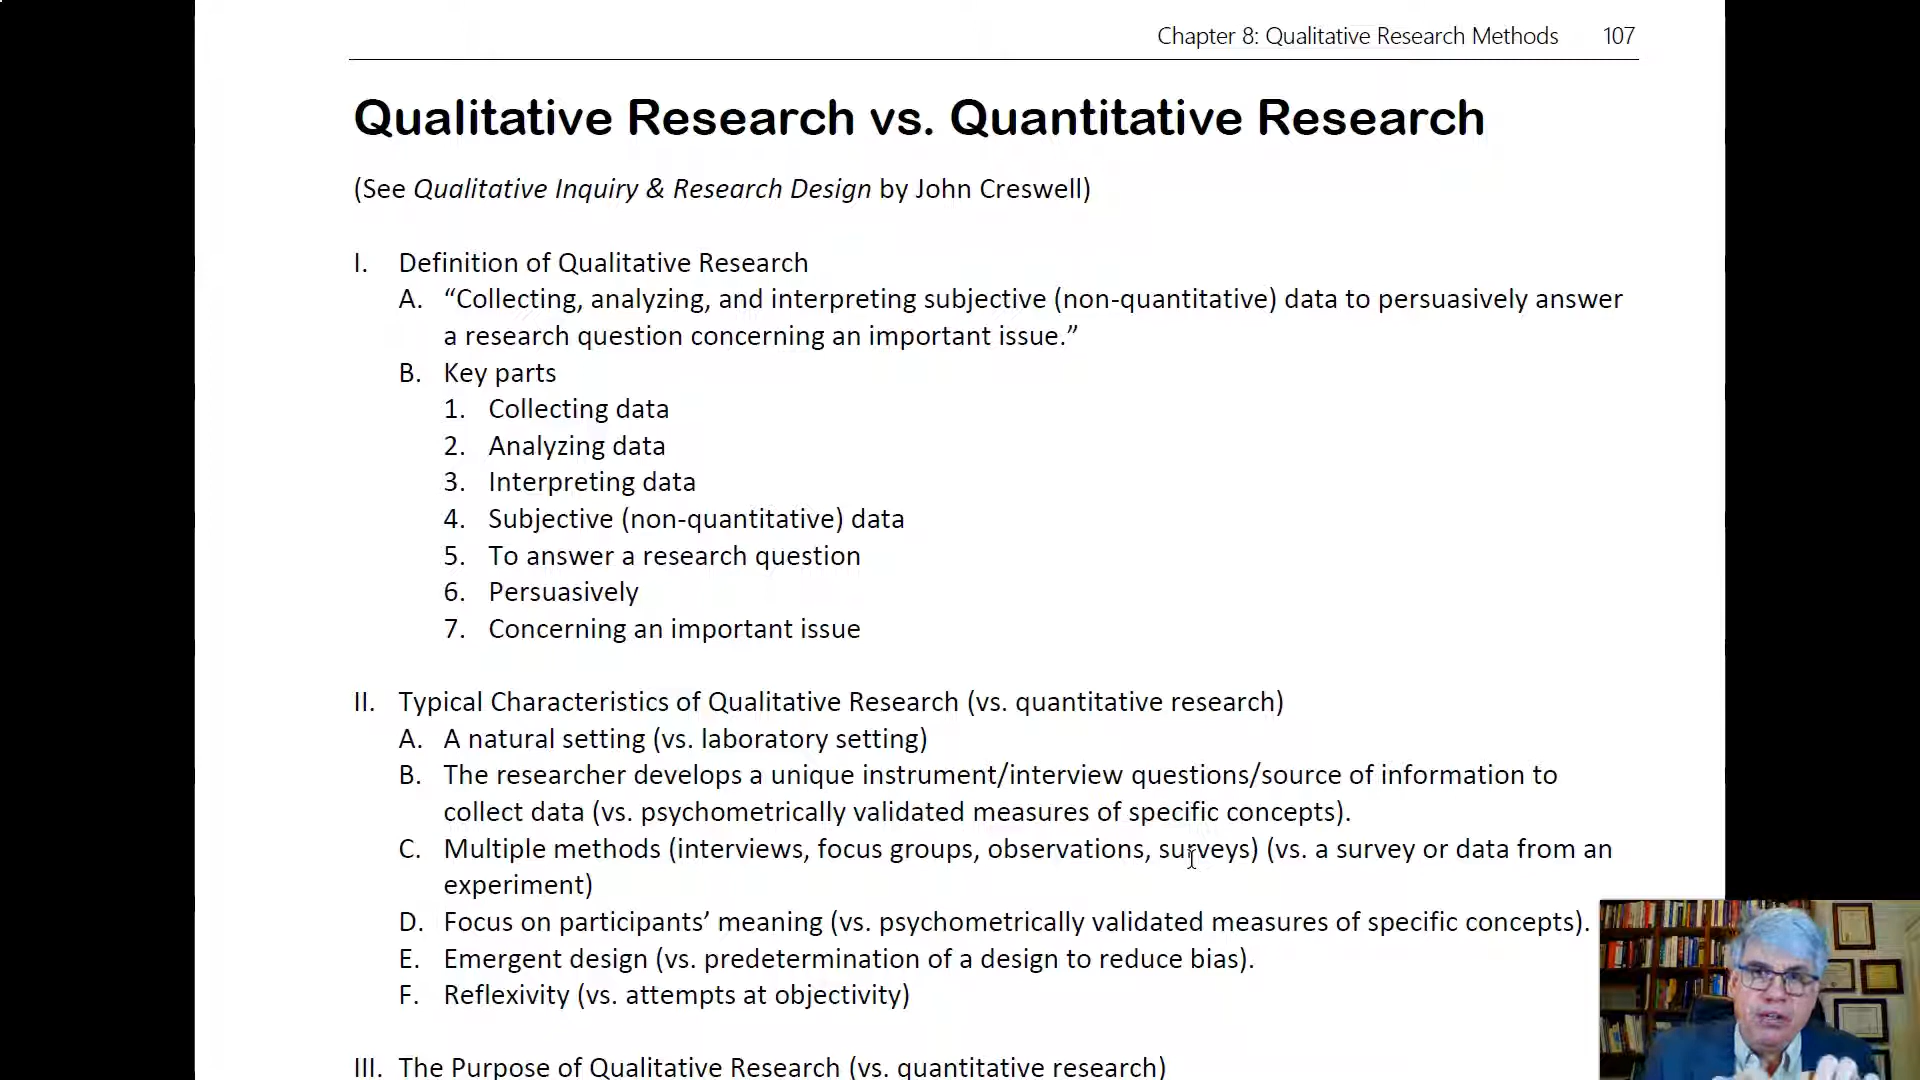 Chapter 8: Qualitative Research Methods 107
Qualitative Research vs. Quantitative Research
(See Qualitative Inquiry & Research Design by John Creswell)
I. Definition of Qualitative Research
A. “Collecting, analyzing, and interpreting subjective (non-quantitative) data to persuasively answer
a research question concerning an important issue.”
B. Key parts
1. Collecting data
2. Analyzing data
3. Interpreting data
4. Subjective (non-quantitative) data
5. To answer a research question
6. Persuasively
7. Concerning an important issue
II. Typical Characteristics of Qualitative Research (vs. quantitative research)
A. A natural setting (vs. laboratory setting)
B. The researcher develops a unique instrument/interview questions/source of information to
collect data (vs. psychometrically validated measures of specific concepts).
C. Multiple methods (interviews, focus groups, observations, surveys) (vs. a survey or data from an
experiment)
D. Focus on participants’ meaning (vs. psychometrically validated measures of specific concepts).
E. Emergent design (vs. predetermination of a design to reduce bias).
F. Reflexivity (vs. attempts at objectivity)
III. The Purpose of Qualitative Research (vs. quantitative research)